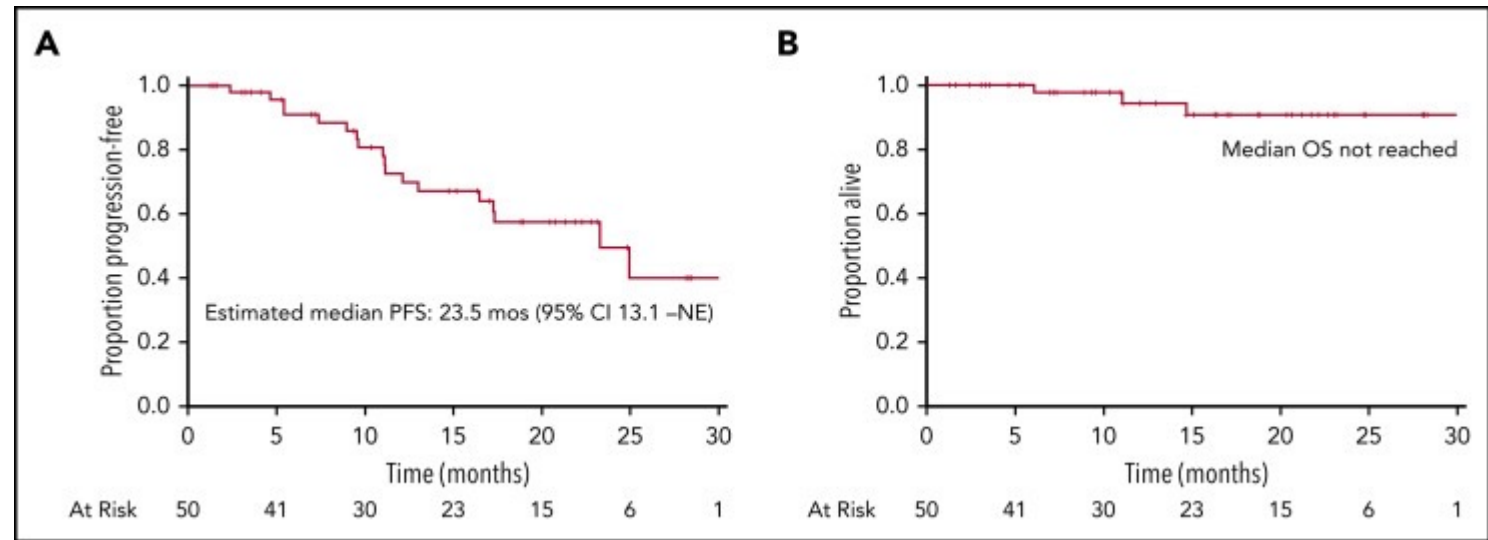 A
Proportion progression-free
1.0
0.8
0.6
0.4
0.2
0.0
Estimated median PFS: 23.5 mos (95% CI 13.1 –NE)
0 5 10 15 20 25 30
Time (months)
At Risk 50 41 30 23 15 6 1
B
Proportion alive
1.0
0.8
0.6
0.4
0.2
0.0
Median OS not reached
0 5 10 15 20 25 30
Time (months)
At Risk 50 41 30 23 15 6 1